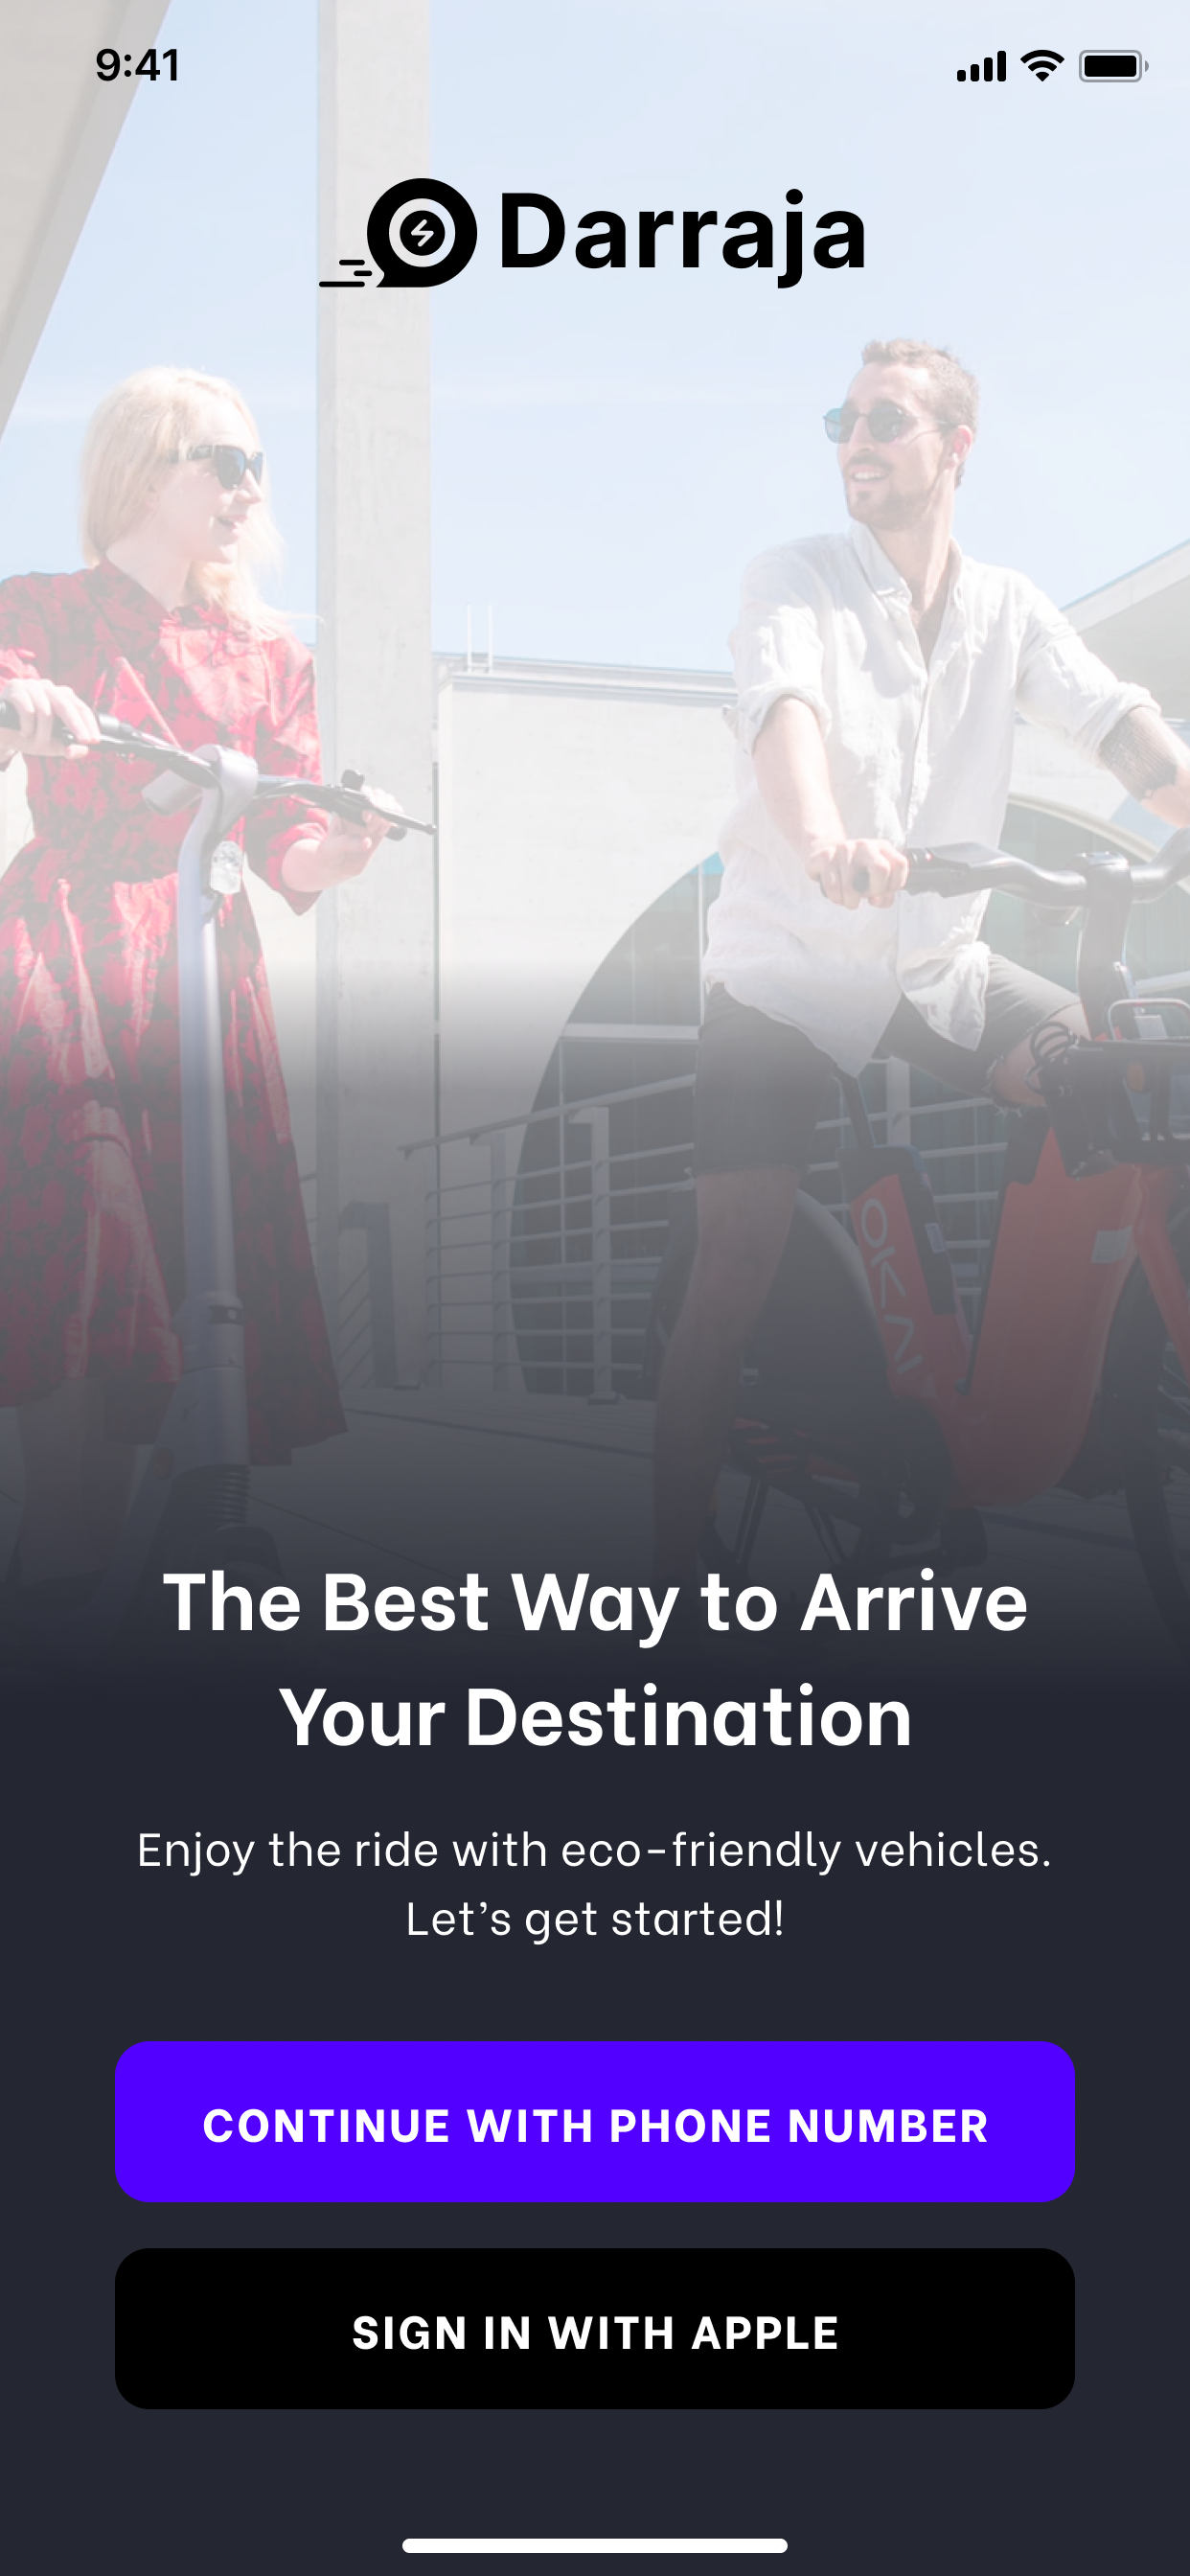 9:41
Darraja
OKAI
The Best Way to Arrive
Your Destination
Enjoy the ride with eco-friendly vehicles.
Let’s get started!
CONTINUE WITH PHONE NUMBER
SIGN IN WITH APPLE